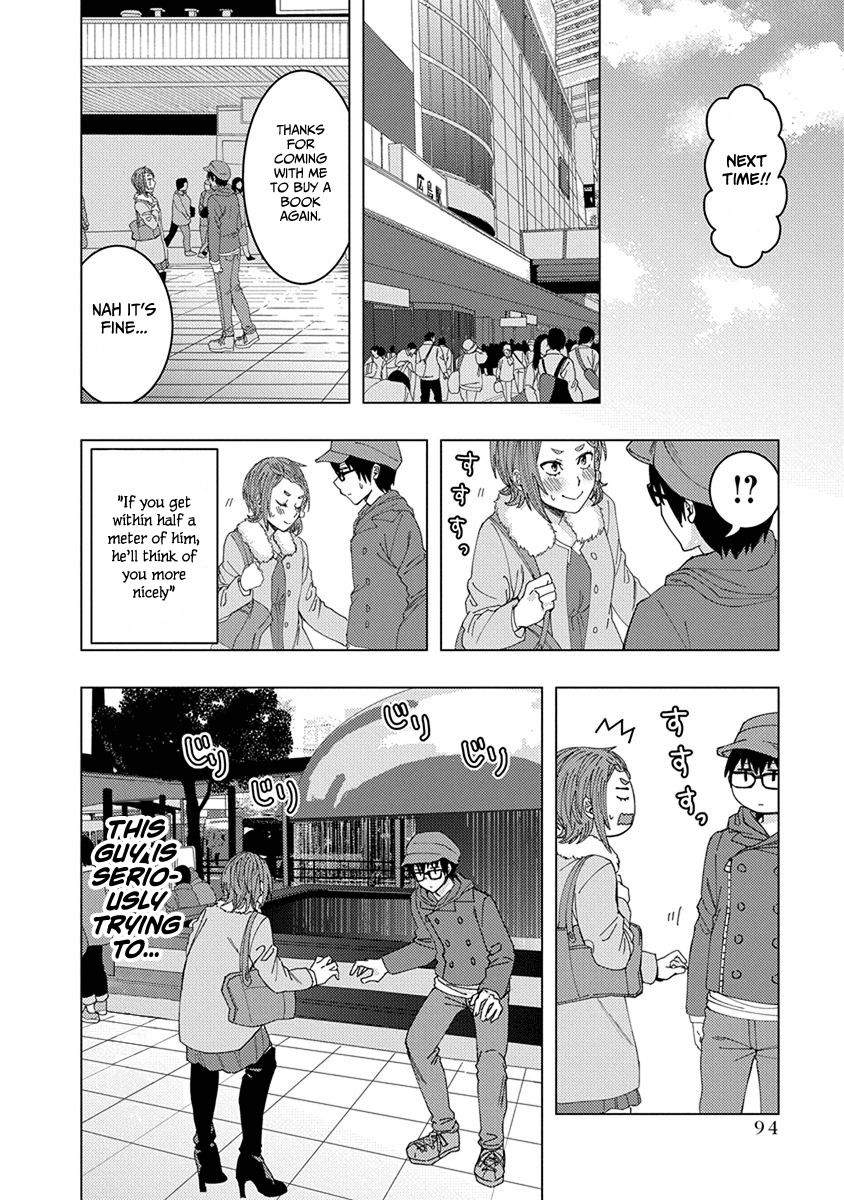 NEXT
TIME!!
広島駅
THANKS
FOR
COMING
WITH ME
TO BUY A
BOOK
AGAIN.
NAH IT'S
FINE...
!?
すすすっ
"If you get
within half a
meter of him,
he'll think of
you more
nicely"
すすすっ
じり
じり
じり
じり
THIS
GUY IS
SERIO-
USLY
TRYING
TO...
94